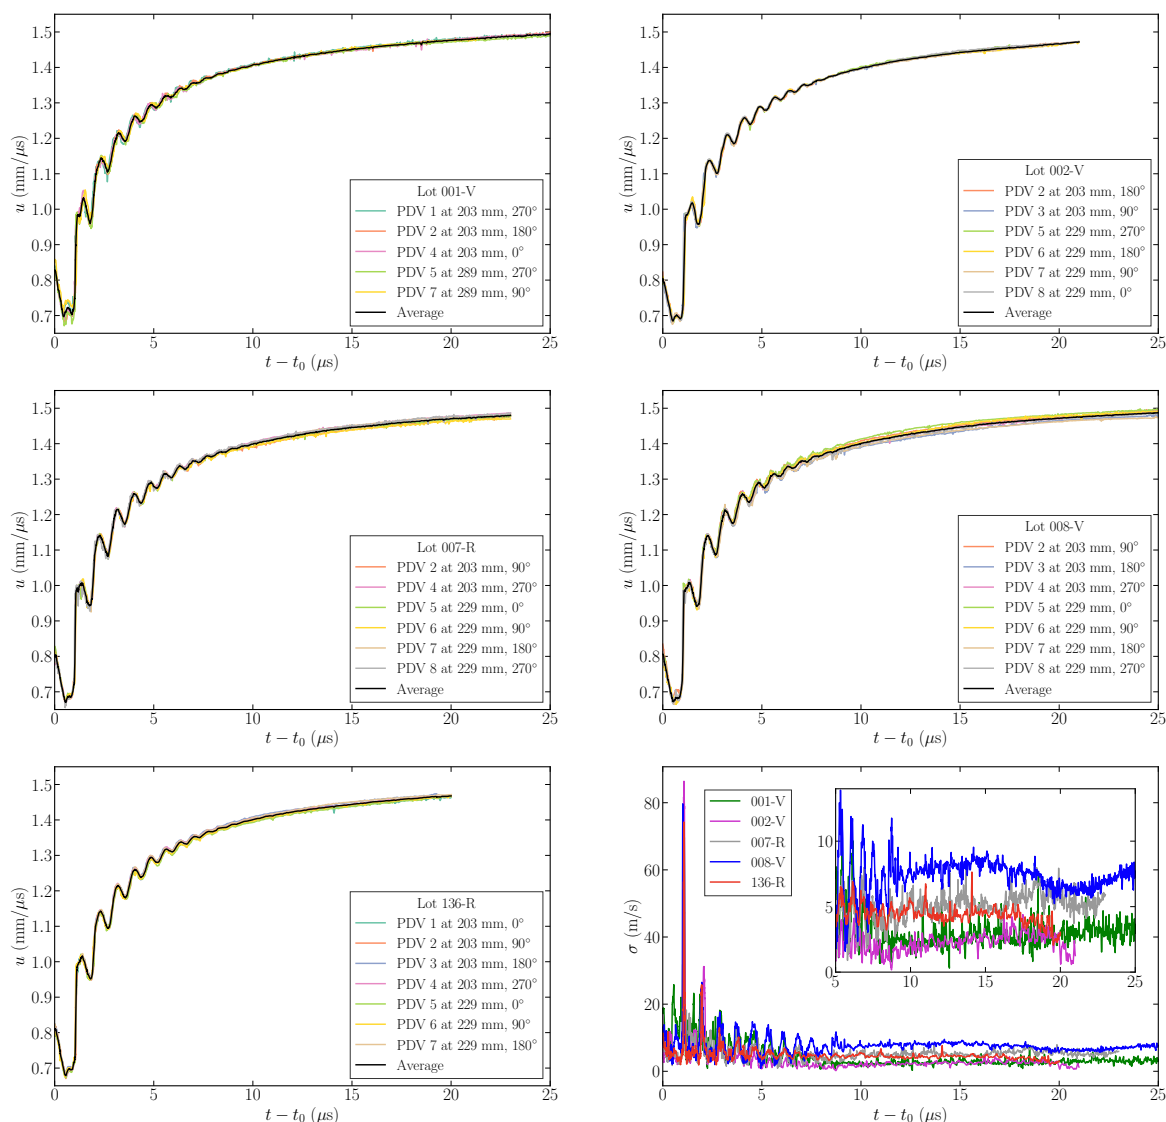 1.5
1.4
1.3
1.2
1.1
1.0
0.9
0.8
0.7
u (mm/μs)
Lot 001-V
PDV 1 at 203 mm, 270°
PDV 2 at 203 mm, 180°
PDV 4 at 203 mm, 0°
PDV 5 at 289 mm, 270°
PDV 7 at 289 mm, 90°
Average
0 5 10 15 20 25
t − t₀ (μs)
1.5
1.4
1.3
1.2
1.1
1.0
0.9
0.8
0.7
u (mm/μs)
Lot 002-V
PDV 2 at 203 mm, 180°
PDV 3 at 203 mm, 90°
PDV 5 at 229 mm, 270°
PDV 6 at 229 mm, 180°
PDV 7 at 229 mm, 90°
PDV 8 at 229 mm, 0°
Average
0 5 10 15 20 25
t − t₀ (μs)
1.5
1.4
1.3
1.2
1.1
1.0
0.9
0.8
0.7
u (mm/μs)
Lot 007-R
PDV 2 at 203 mm, 90°
PDV 4 at 203 mm, 270°
PDV 5 at 229 mm, 0°
PDV 6 at 229 mm, 90°
PDV 7 at 229 mm, 180°
PDV 8 at 229 mm, 270°
Average
0 5 10 15 20 25
t − t₀ (μs)
1.5
1.4
1.3
1.2
1.1
1.0
0.9
0.8
0.7
u (mm/μs)
Lot 008-V
PDV 2 at 203 mm, 90°
PDV 3 at 203 mm, 180°
PDV 4 at 203 mm, 270°
PDV 5 at 229 mm, 0°
PDV 6 at 229 mm, 90°
PDV 7 at 229 mm, 180°
PDV 8 at 229 mm, 270°
Average
0 5 10 15 20 25
t − t₀ (μs)
1.5
1.4
1.3
1.2
1.1
1.0
0.9
0.8
0.7
u (mm/μs)
Lot 136-R
PDV 1 at 203 mm, 0°
PDV 2 at 203 mm, 90°
PDV 3 at 203 mm, 180°
PDV 4 at 203 mm, 270°
PDV 5 at 229 mm, 0°
PDV 6 at 229 mm, 90°
PDV 7 at 229 mm, 180°
Average
0 5 10 15 20 25
t − t₀ (μs)
80
60
40
20
0
σ (m/s)
001-V
002-V
007-R
008-V
136-R
10
5
0
5 10 15 20 25
0 5 10 15 20 25
t − t₀ (μs)